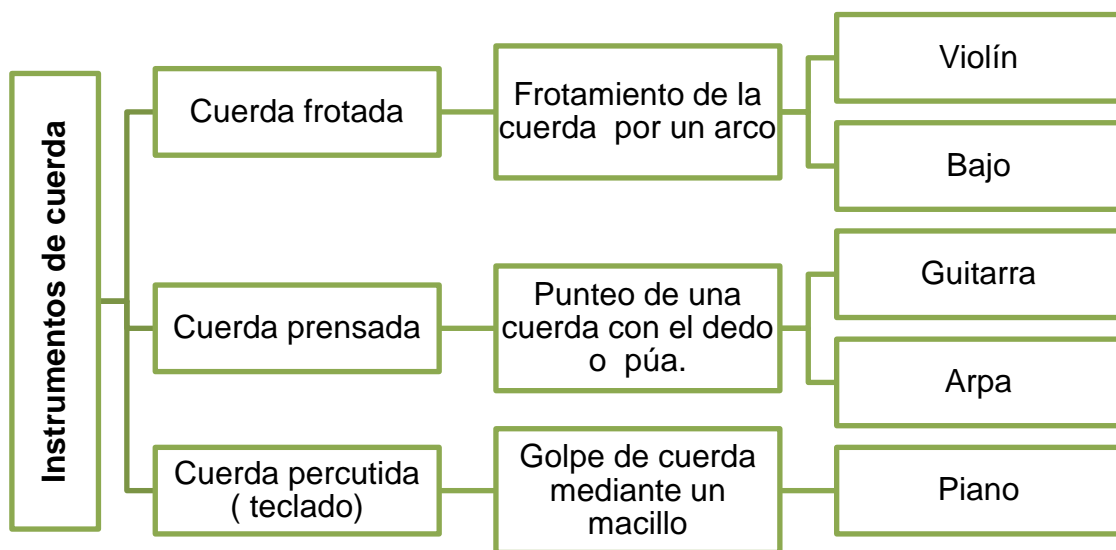 Instrumentos de cuerda
Cuerda frotada
Frotamiento de la
cuerda por un arco
Violín
Bajo
Cuerda prensada
Punteo de una
cuerda con el dedo
o púa.
Guitarra
Arpa
Cuerda percutida
( teclado)
Golpe de cuerda
mediante un
macillo
Piano